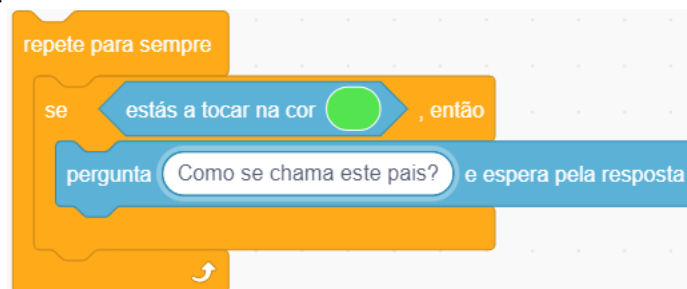 repete para sempre
se estás a tocar na cor , então
pergunta Como se chama este pais? e espera pela resposta